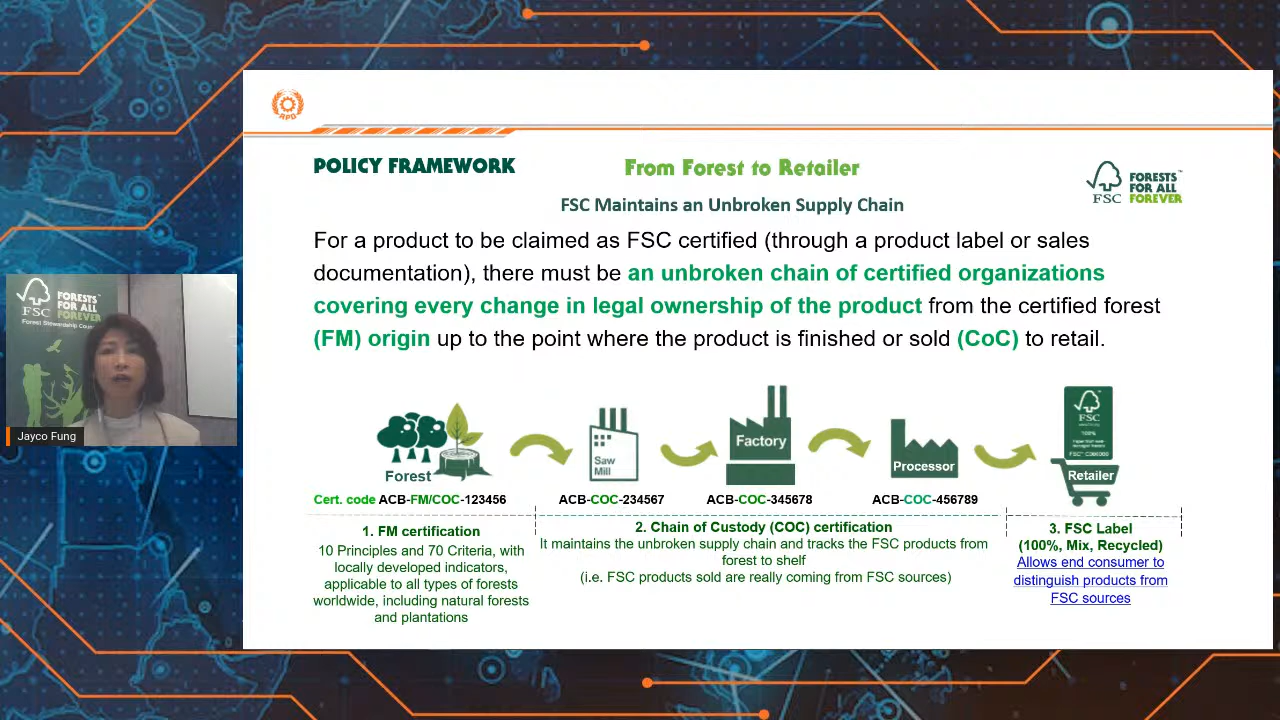 APO
POLICY FRAMEWORK
From Forest to Retailer
FSC Maintains an Unbroken Supply Chain
FSC
FORESTS
FOR ALL
FOREVER
For a product to be claimed as FSC certified (through a product label or sales
documentation), there must be an unbroken chain of certified organizations
covering every change in legal ownership of the product from the certified forest
(FM) origin up to the point where the product is finished or sold (CoC) to retail.
FSC
FORESTS
FOR ALL
FOREVER
Jayco Fung
Forest
Saw
Mill
Factory
Processor
FSC
100%
Retailer
Cert. code ACB-FM/COC-123456
ACB-COC-234567
ACB-COC-345678
ACB-COC-456789
1. FM certification
10 Principles and 70 Criteria, with
locally developed indicators,
applicable to all types of forests
worldwide, including natural forests
and plantations
2. Chain of Custody (COC) certification
It maintains the unbroken supply chain and tracks the FSC products from
forest to shelf
(i.e. FSC products sold are really coming from FSC sources)
3. FSC Label
(100%, Mix, Recycled)
Allows end consumer to
distinguish products from
FSC sources